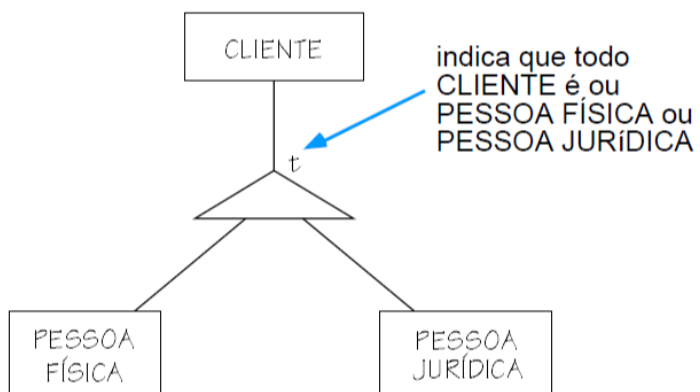 CLIENTE
indica que todo
CLIENTE é ou
PESSOA FÍSICA ou
PESSOA JURíDICA
t
PESSOA
FÍSICA
PESSOA
JURÍDICA